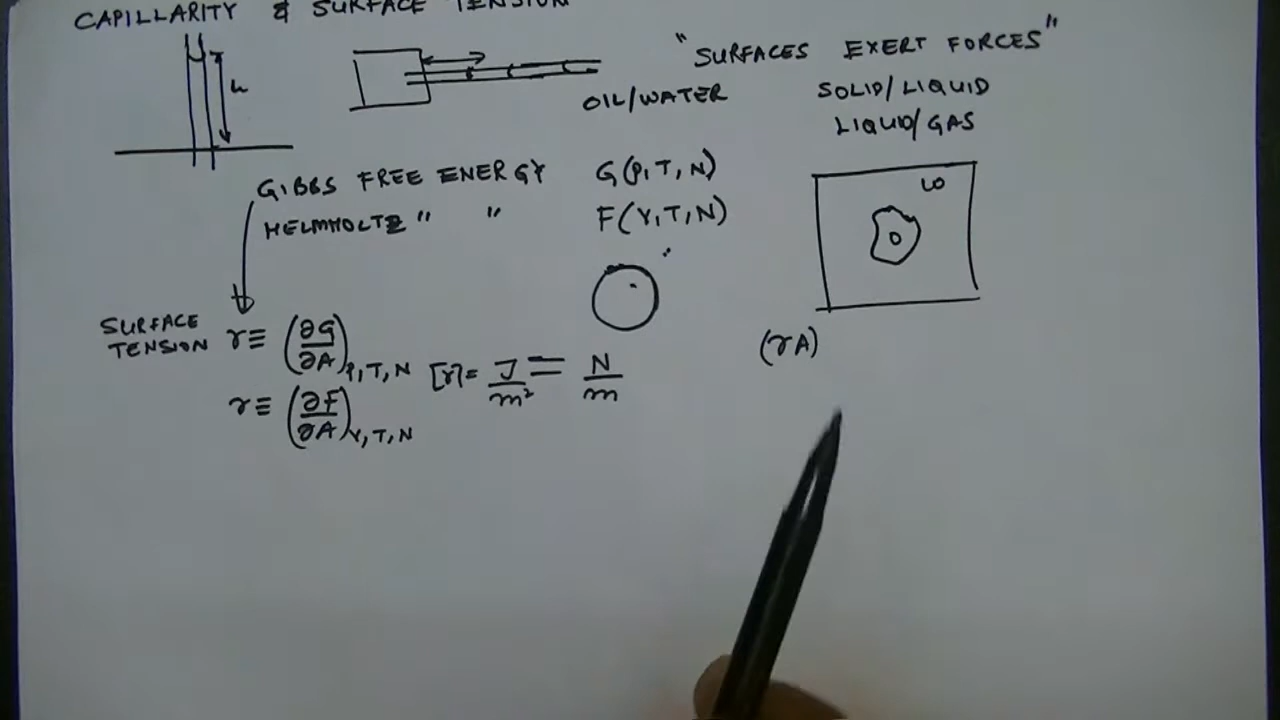 CAPILLARITY & SURFACE TENSION
"SURFACES EXERT FORCES"
h
OIL/WATER
SOLID/LIQUID
LIQUID/GAS
GIBBS FREE ENERGY G(P,T,N)
HELMHOLTZ " " F(V,T,N)
ω
0
SURFACE TENSION γ≡ (∂G/∂A)P,T,N [γ]= J/m² = N/m
γ≡ (∂F/∂A)V,T,N
(γA)